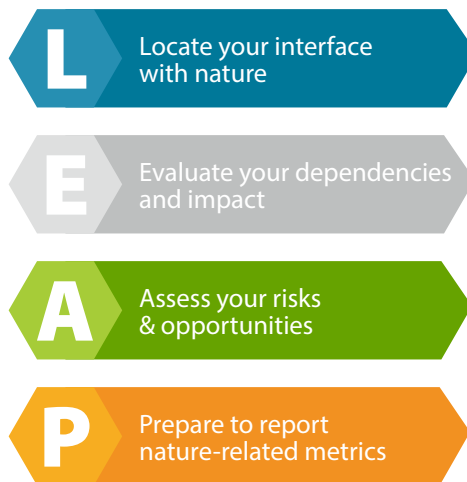 L
Locate your interface
with nature
E
Evaluate your dependencies
and impact
A
Assess your risks
& opportunities
P
Prepare to report
nature-related metrics